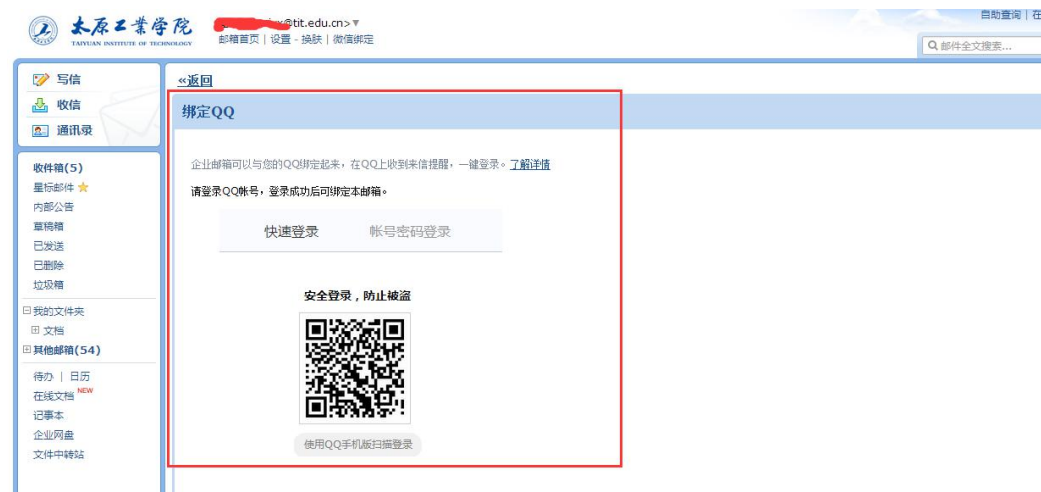 太原工业学院
TAIYUAN INSTITUTE OF TECHNOLOGY
@tit.edu.cn>▼
邮箱首页 | 设置 - 换肤 | 微信绑定
自助查询 | 在
邮件全文搜索...
写信
收信
通讯录
收件箱(5)
星标邮件
内部公告
草稿箱
已发送
已删除
垃圾箱
我的文件夹
文档
其他邮箱(54)
待办 | 日历
在线文档 NEW
记事本
企业网盘
文件中转站
«返回
绑定QQ
企业邮箱可以与您的QQ绑定起来，在QQ上收到来信提醒，一键登录。了解详情
请登录QQ帐号，登录成功后可绑定本邮箱。
快速登录 帐号密码登录
安全登录，防止被盗
使用QQ手机版扫描登录